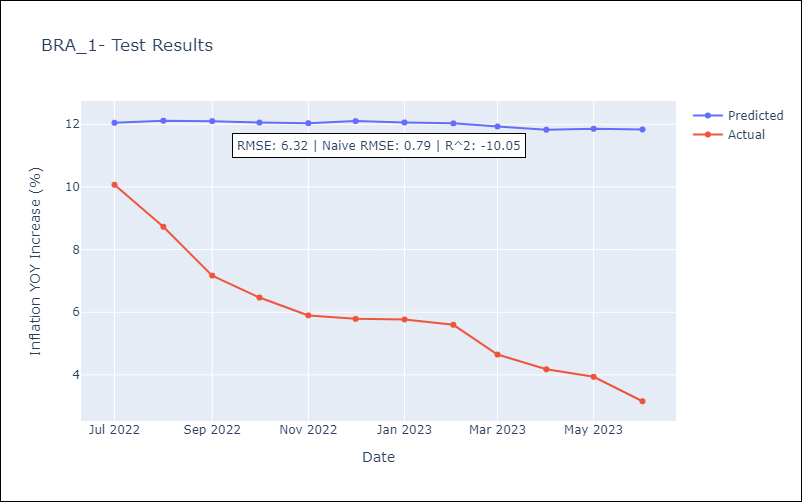 BRA_1- Test Results
Predicted
Actual
RMSE: 6.32 | Naive RMSE: 0.79 | R^2: -10.05
Inflation YOY Increase (%)
12
10
8
6
4
Jul 2022
Sep 2022
Nov 2022
Jan 2023
Mar 2023
May 2023
Date